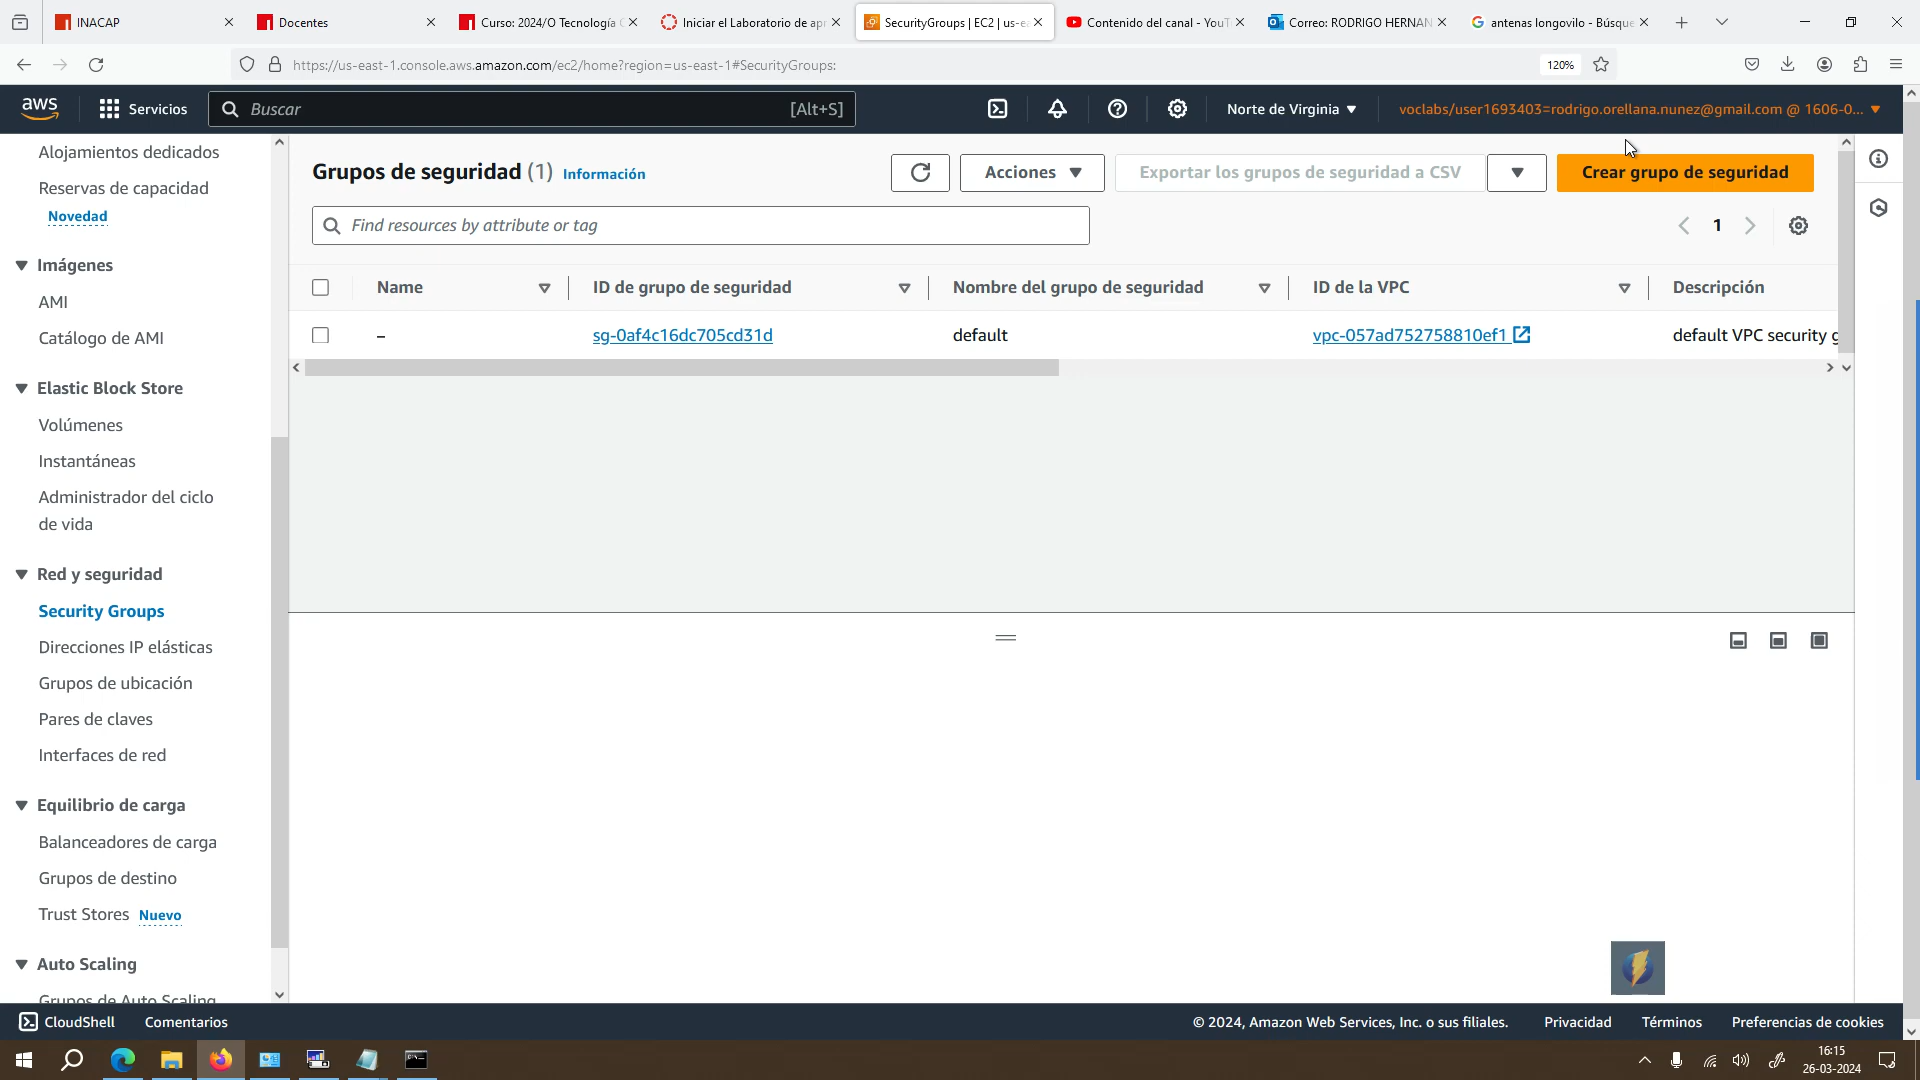 INACAP
Docentes
Curso: 2024/O Tecnología
Iniciar el Laboratorio de apr
SecurityGroups | EC2 | us-ea
Contenido del canal - YouT
Correo: RODRIGO HERNAN
antenas longovilo - Búsque
https://us-east-1.console.aws.amazon.com/ec2/home?region=us-east-1#SecurityGroups:
120%
aws
Servicios
Buscar
[Alt+S]
Norte de Virginia
voclabs/user1693403=rodrigo.orellana.nunez@gmail.com @ 1606-0...
Alojamientos dedicados
Reservas de capacidad
Novedad
Imágenes
AMI
Catálogo de AMI
Elastic Block Store
Volúmenes
Instantáneas
Administrador del ciclo
de vida
Red y seguridad
Security Groups
Direcciones IP elásticas
Grupos de ubicación
Pares de claves
Interfaces de red
Equilibrio de carga
Balanceadores de carga
Grupos de destino
Trust Stores Nuevo
Auto Scaling
Grupos de Auto Scaling
Grupos de seguridad (1) Información
Acciones
Exportar los grupos de seguridad a CSV
Crear grupo de seguridad
Find resources by attribute or tag
1
Name
ID de grupo de seguridad
Nombre del grupo de seguridad
ID de la VPC
Descripción
–
sg-0af4c16dc705cd31d
default
vpc-057ad752758810ef1
default VPC security g
CloudShell
Comentarios
© 2024, Amazon Web Services, Inc. o sus filiales.
Privacidad
Términos
Preferencias de cookies
16:15
26-03-2024